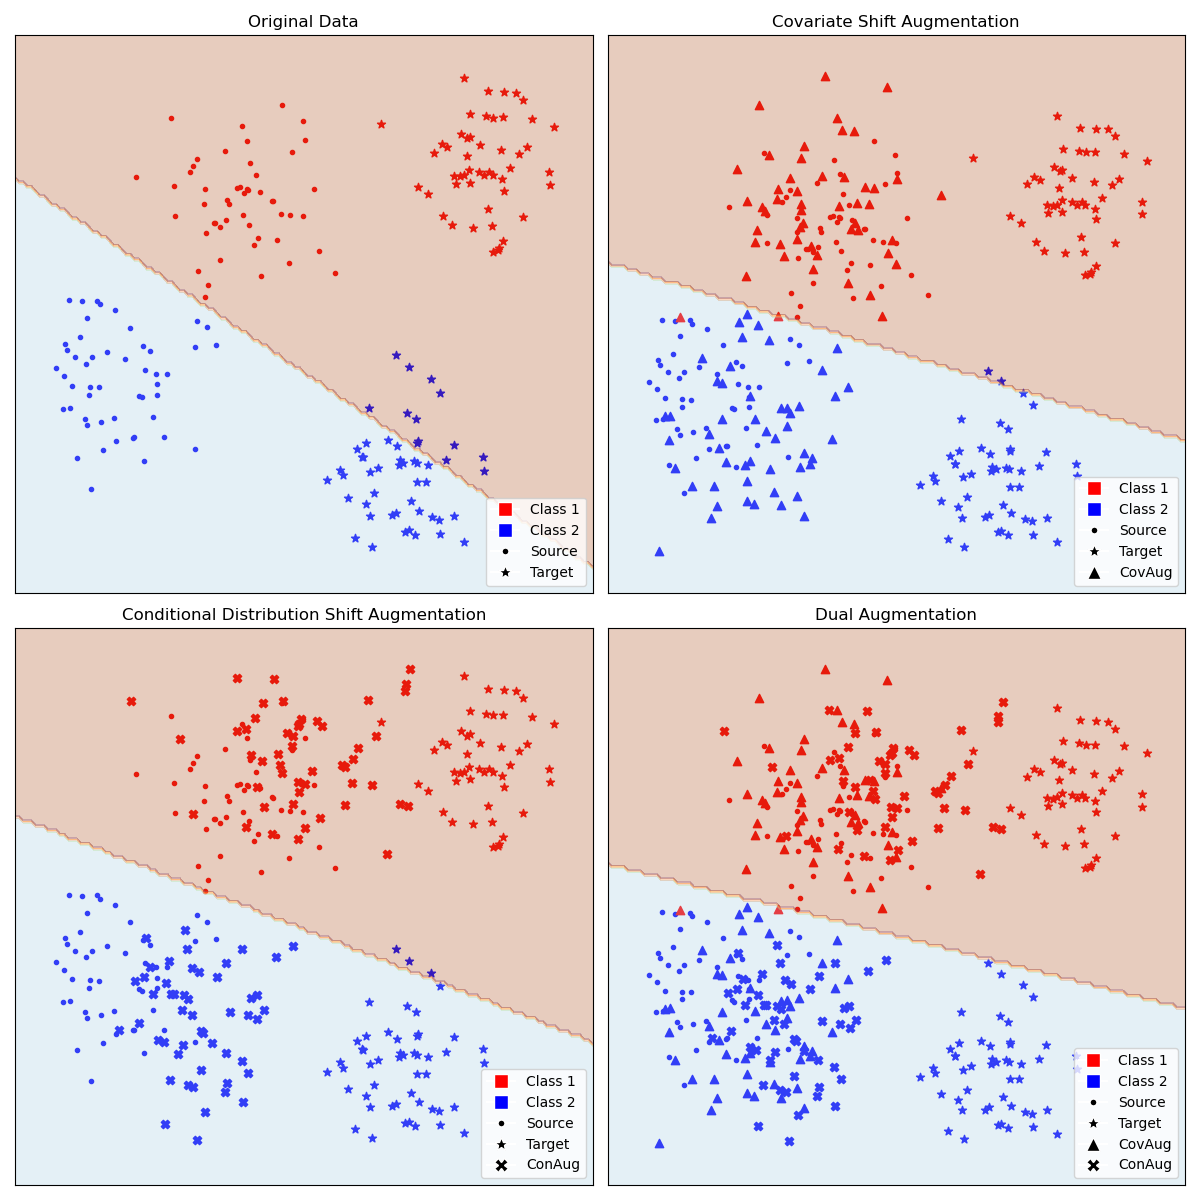 Original Data
Class 1
Class 2
Source
Target
Covariate Shift Augmentation
Class 1
Class 2
Source
Target
CovAug
Conditional Distribution Shift Augmentation
Class 1
Class 2
Source
Target
ConAug
Dual Augmentation
Class 1
Class 2
Source
Target
CovAug
ConAug